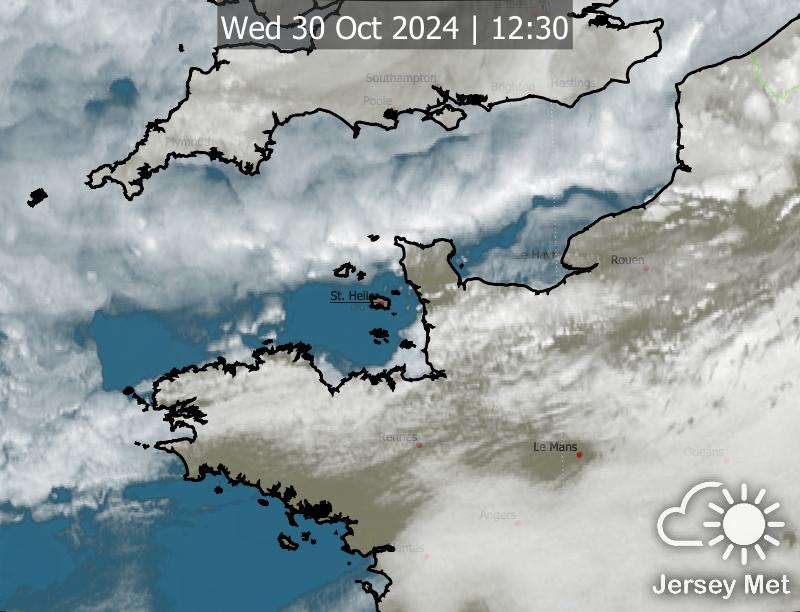 Wed 30 Oct 2024 | 12:30
Southampton
Brighton
Hastings
Poole
Plymouth
Le Havre
Rouen
St. Helier
Rennes
Le Mans
Orleans
Angers
Nantes
Jersey Met